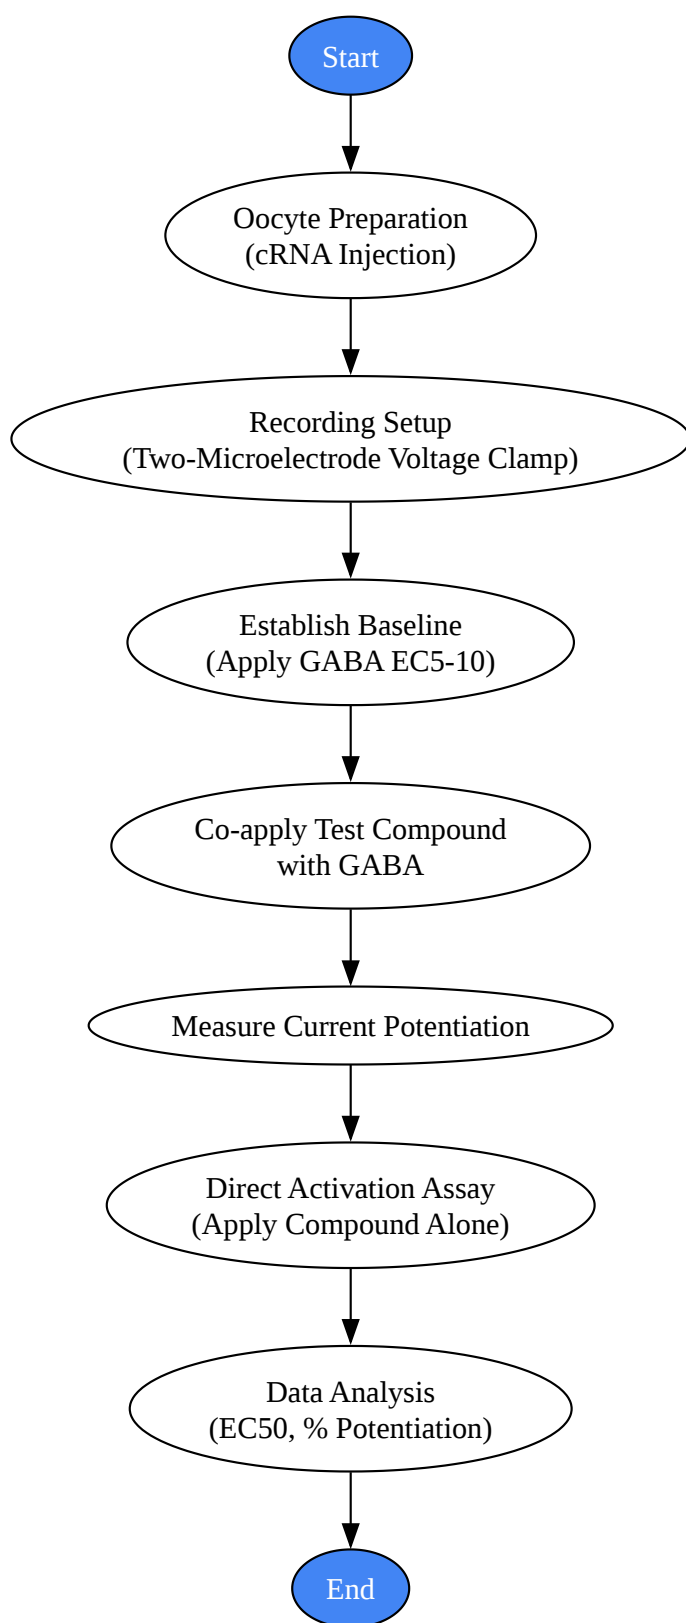 Start
Oocyte Preparation
(cRNA Injection)
Recording Setup
(Two-Microelectrode Voltage Clamp)
Establish Baseline
(Apply GABA EC5-10)
Co-apply Test Compound
with GABA
Measure Current Potentiation
Direct Activation Assay
(Apply Compound Alone)
Data Analysis
(EC50, % Potentiation)
End